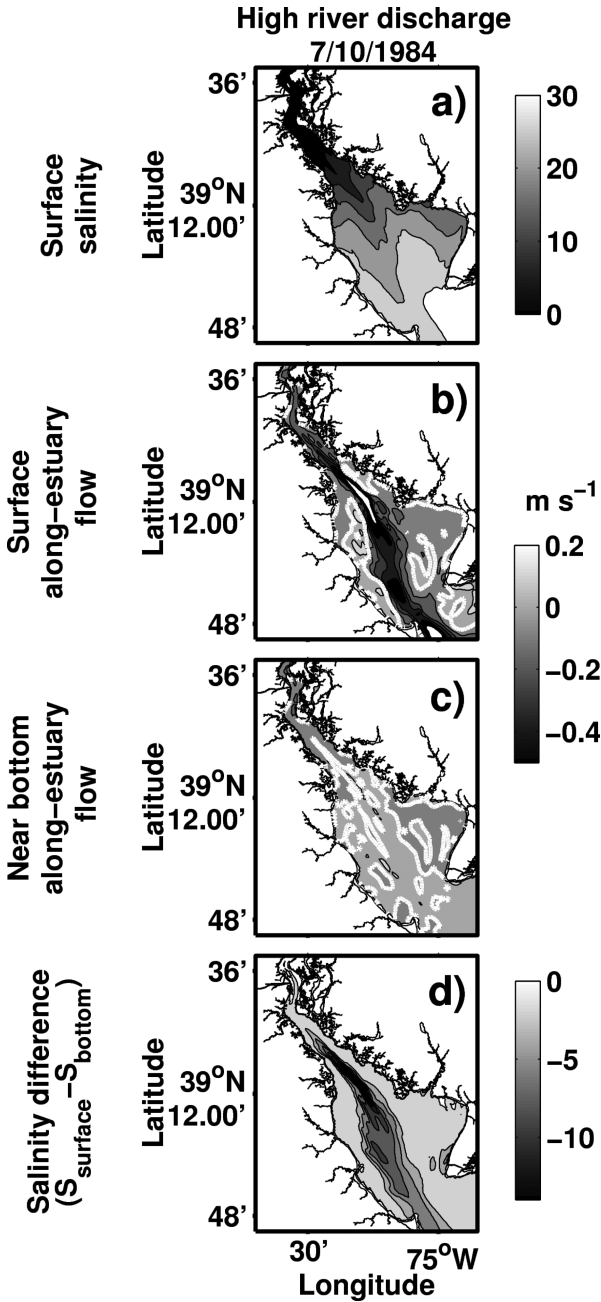 High river discharge
7/10/1984
a)
Surface
salinity
Latitude
36’
39°N
12.00’
48’
30
20
10
0
b)
Surface
along−estuary
flow
Latitude
36’
39°N
12.00’
48’
m s⁻¹
0.2
0
−0.2
−0.4
c)
Near bottom
along−estuary
flow
Latitude
36’
39°N
12.00’
48’
d)
Salinity difference
(S_surface−S_bottom)
Latitude
36’
39°N
12.00’
48’
0
−5
−10
30’
75°W
Longitude